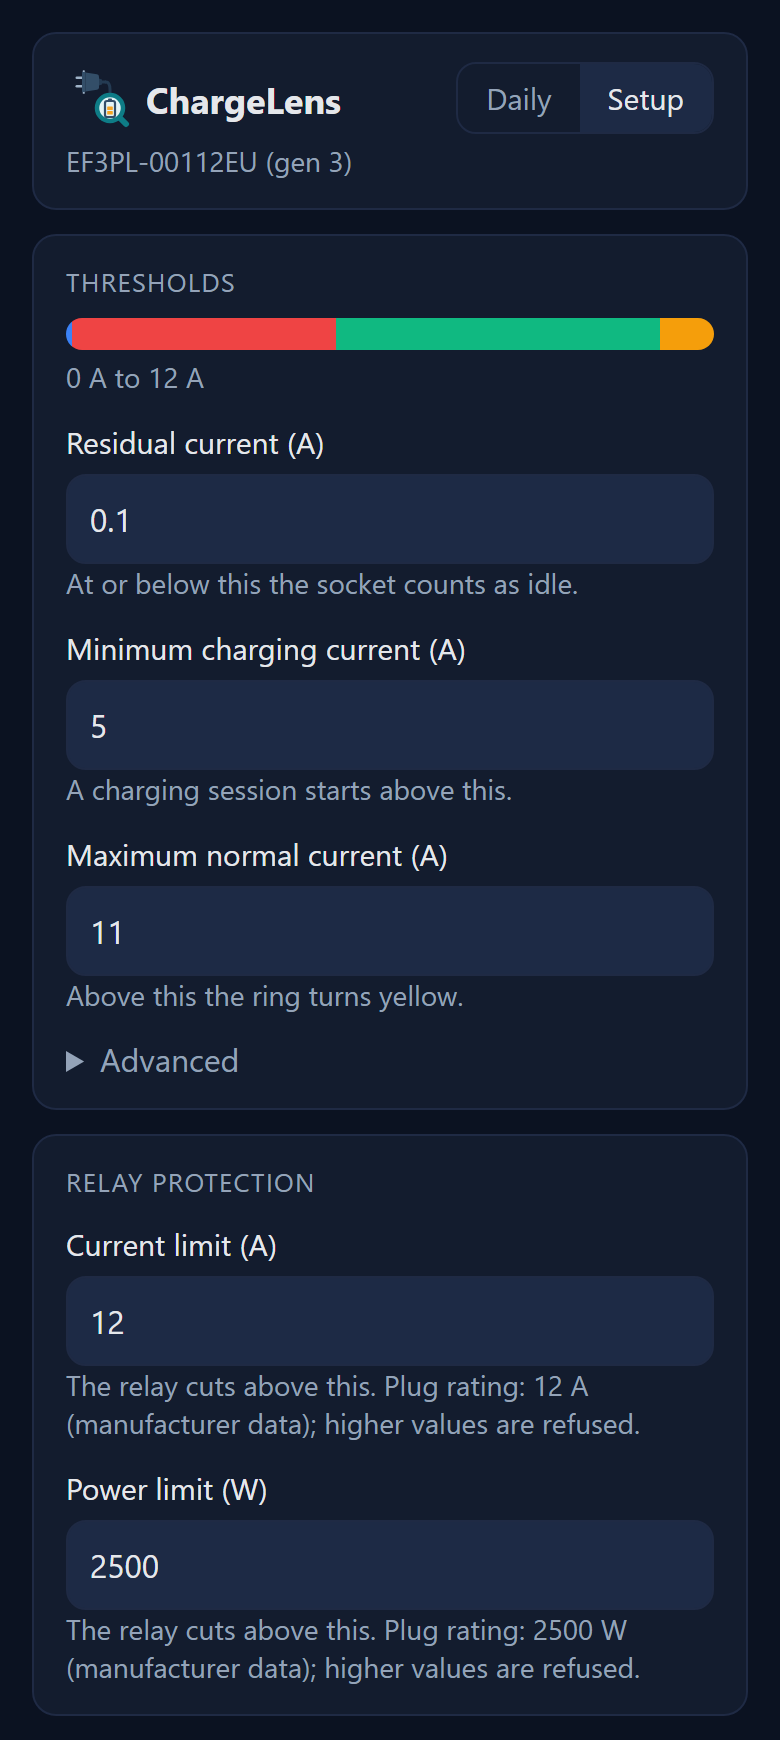 ChargeLens
Daily
Setup
EF3PL-00112EU (gen 3)
THRESHOLDS
0 A to 12 A
Residual current (A)
0.1
At or below this the socket counts as idle.
Minimum charging current (A)
5
A charging session starts above this.
Maximum normal current (A)
11
Above this the ring turns yellow.
Advanced
RELAY PROTECTION
Current limit (A)
12
The relay cuts above this. Plug rating: 12 A
(manufacturer data); higher values are refused.
Power limit (W)
2500
The relay cuts above this. Plug rating: 2500 W
(manufacturer data); higher values are refused.